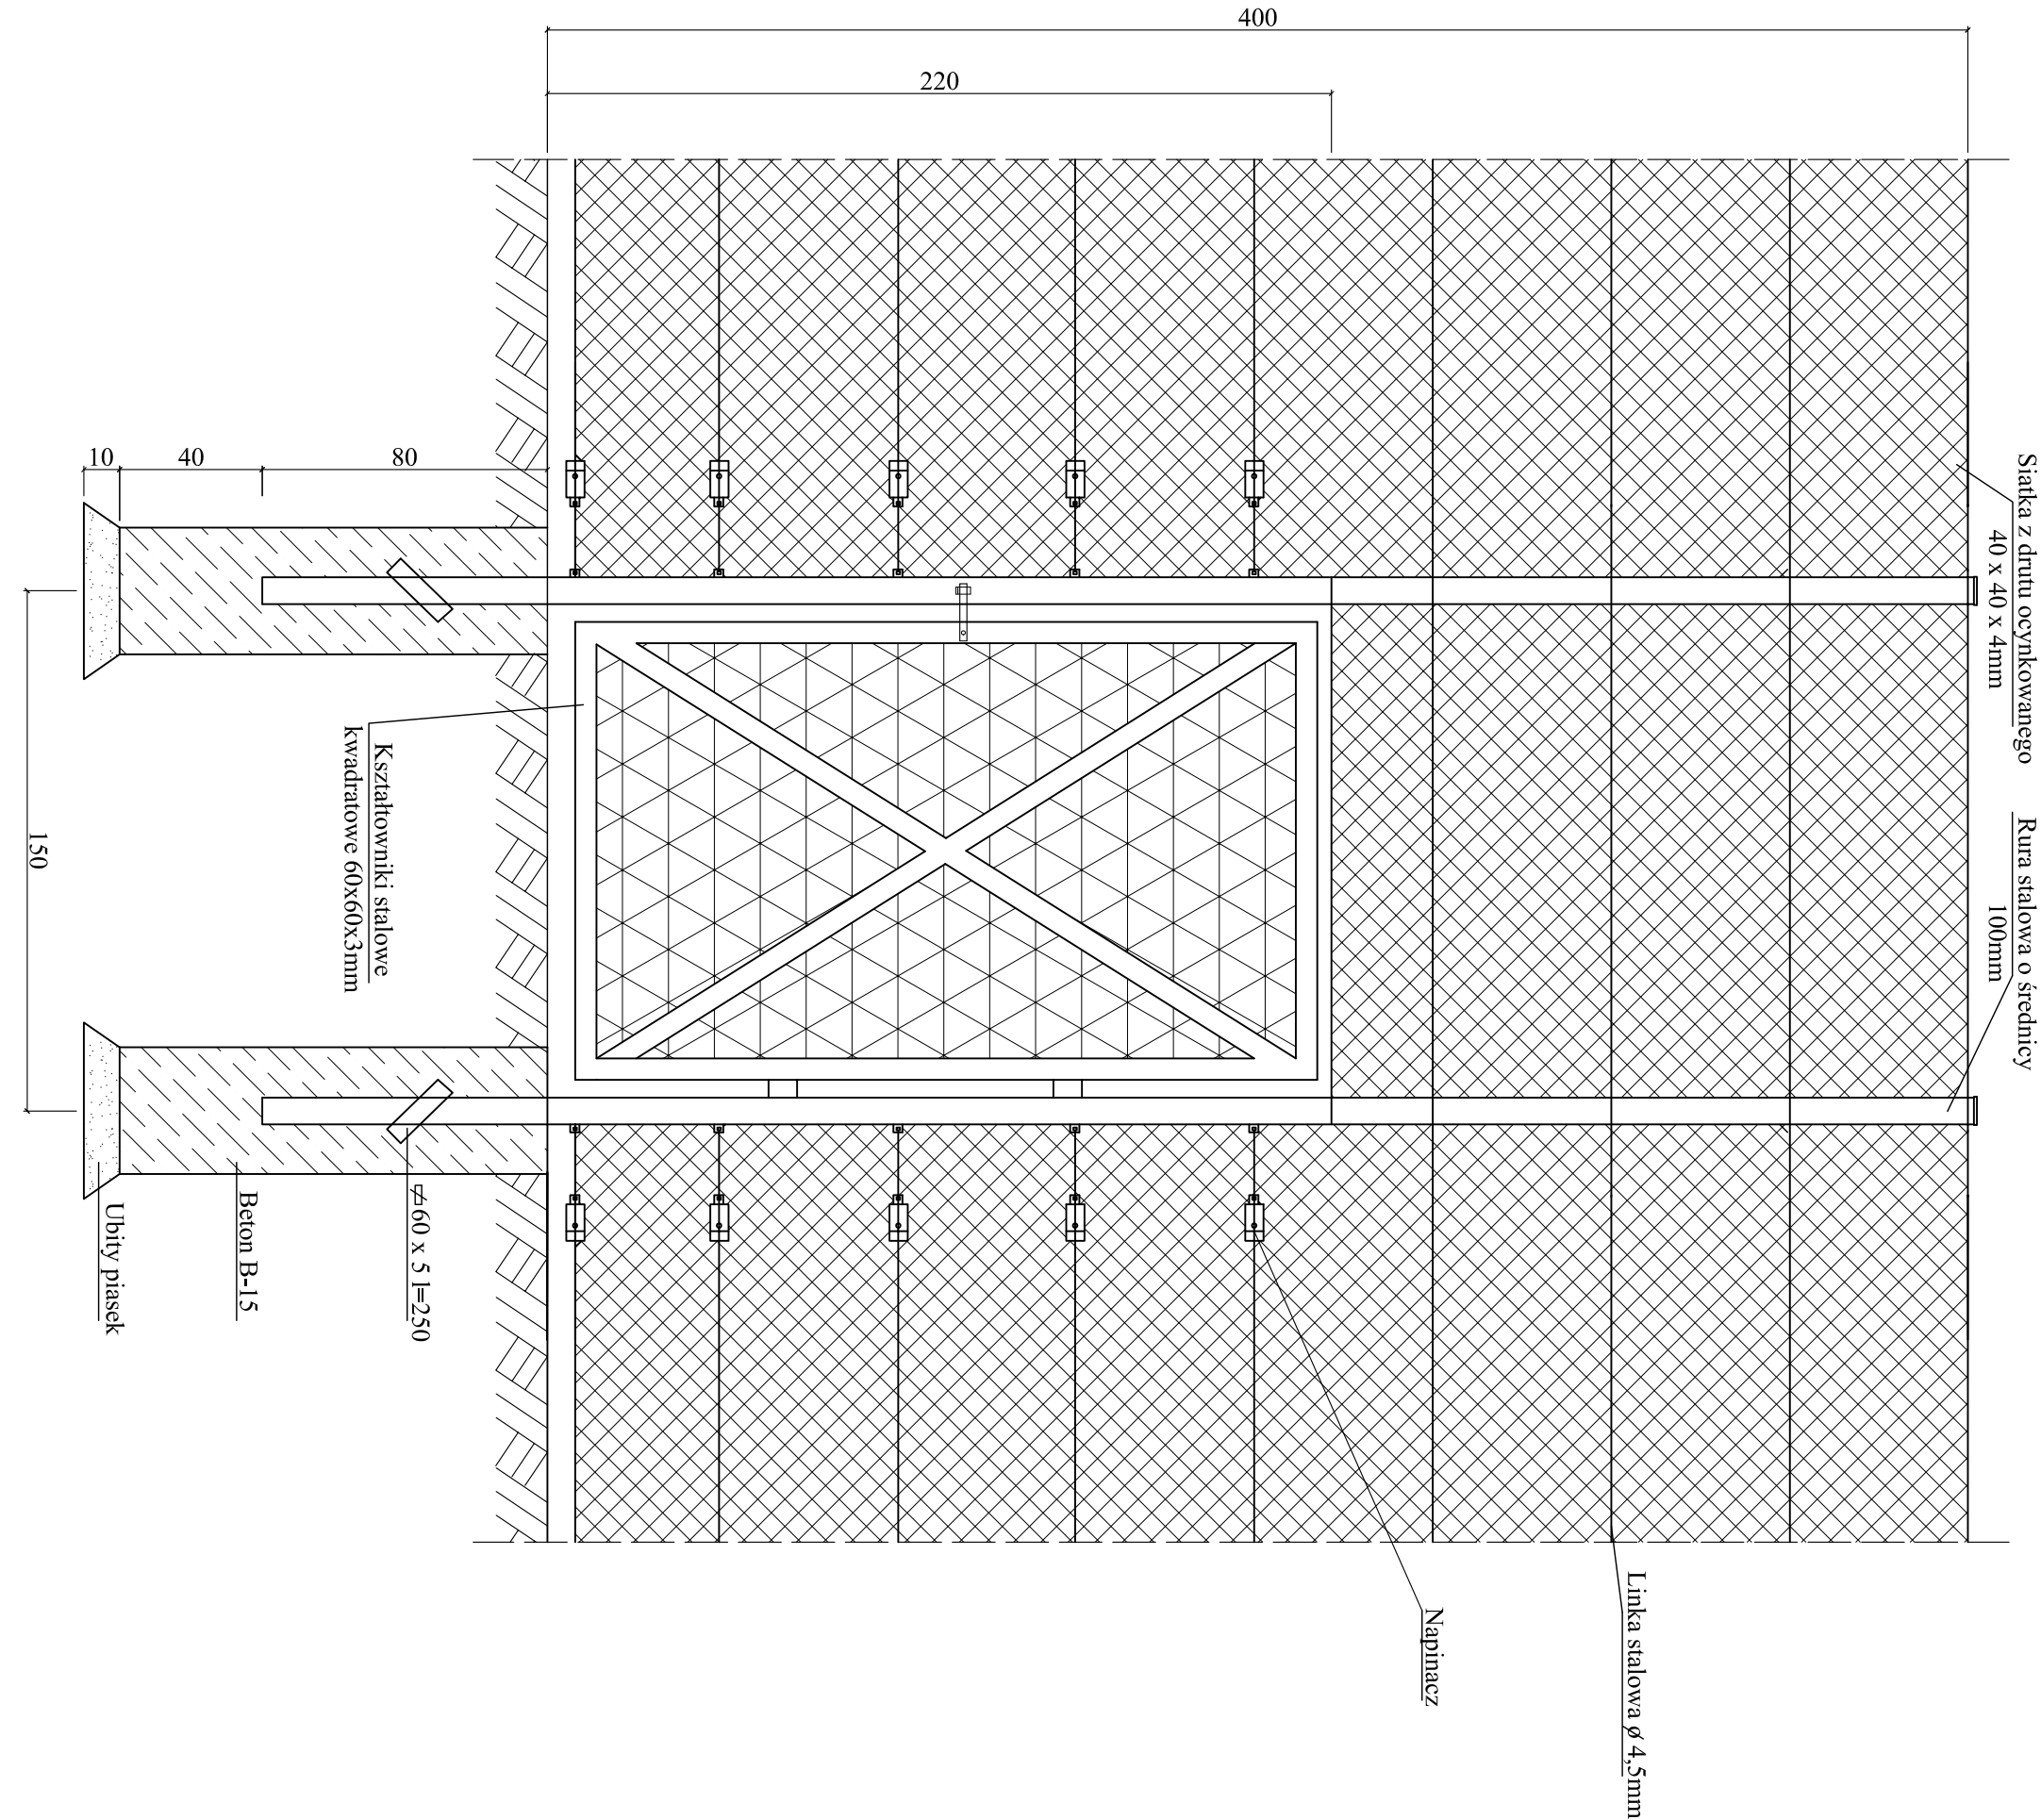 400
220
Siatka z drutu ocynkowanego
40 x 40 x 4mm
Rura stalowa o średnicy
100mm
10
40
80
150
Kształtowniki stalowe
kwadratowe 60x60x3mm
60 x 5 l=250
Beton B-15
Ubity piasek
Napinacz
Linka stalowa ø 4,5mm